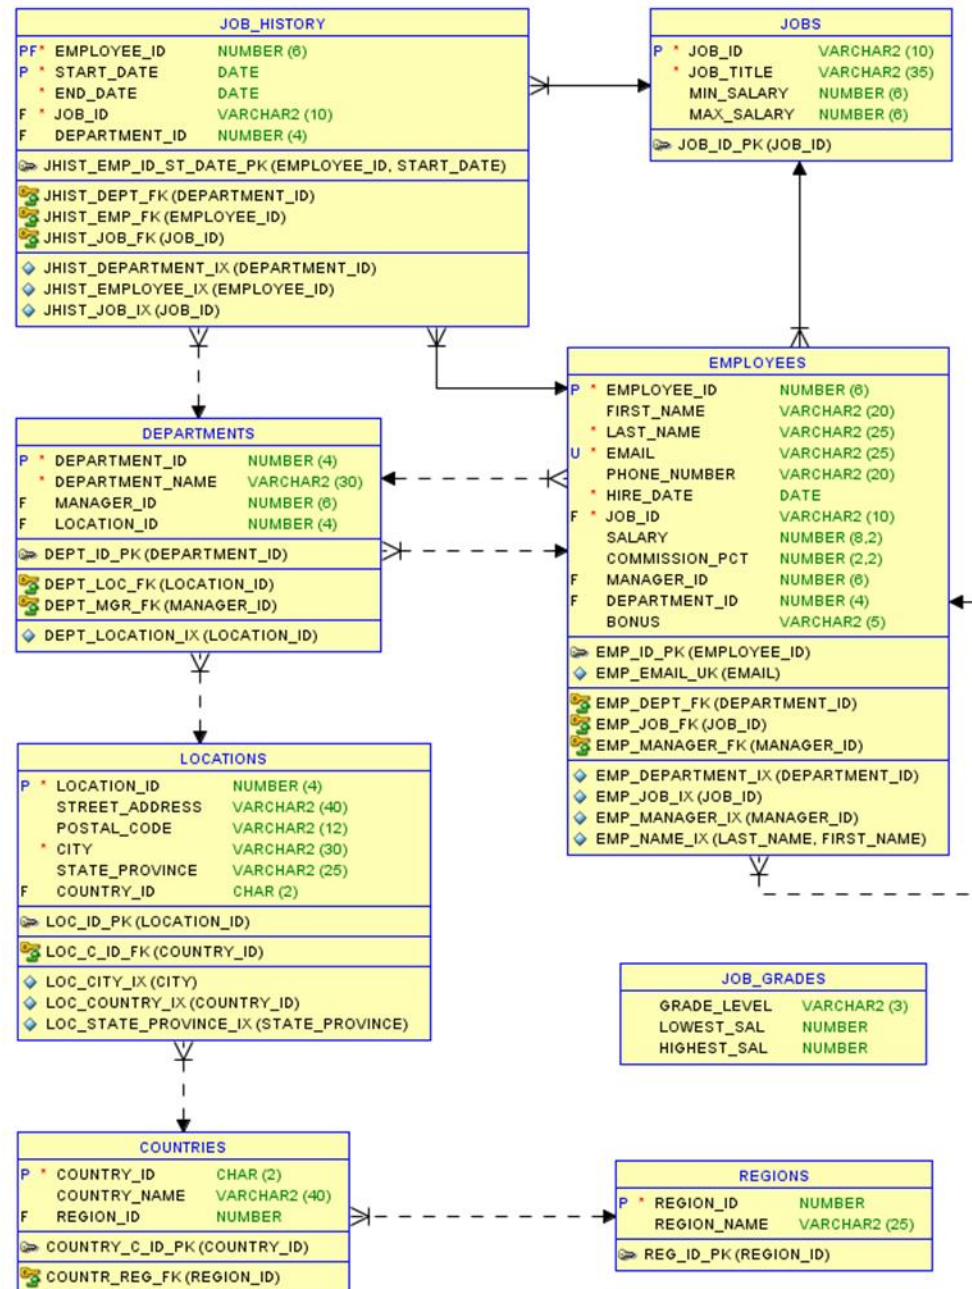 JOB_HISTORY
PF* EMPLOYEE_ID NUMBER (6)
P * START_DATE DATE
* END_DATE DATE
F * JOB_ID VARCHAR2 (10)
F DEPARTMENT_ID NUMBER (4)
JHIST_EMP_ID_ST_DATE_PK (EMPLOYEE_ID, START_DATE)
JHIST_DEPT_FK (DEPARTMENT_ID)
JHIST_EMP_FK (EMPLOYEE_ID)
JHIST_JOB_FK (JOB_ID)
JHIST_DEPARTMENT_IX (DEPARTMENT_ID)
JHIST_EMPLOYEE_IX (EMPLOYEE_ID)
JHIST_JOB_IX (JOB_ID)
JOBS
P * JOB_ID VARCHAR2 (10)
* JOB_TITLE VARCHAR2 (35)
MIN_SALARY NUMBER (6)
MAX_SALARY NUMBER (6)
JOB_ID_PK (JOB_ID)
DEPARTMENTS
P * DEPARTMENT_ID NUMBER (4)
* DEPARTMENT_NAME VARCHAR2 (30)
F MANAGER_ID NUMBER (6)
F LOCATION_ID NUMBER (4)
DEPT_ID_PK (DEPARTMENT_ID)
DEPT_LOC_FK (LOCATION_ID)
DEPT_MGR_FK (MANAGER_ID)
DEPT_LOCATION_IX (LOCATION_ID)
EMPLOYEES
P * EMPLOYEE_ID NUMBER (6)
FIRST_NAME VARCHAR2 (20)
* LAST_NAME VARCHAR2 (25)
U * EMAIL VARCHAR2 (25)
PHONE_NUMBER VARCHAR2 (20)
* HIRE_DATE DATE
F * JOB_ID VARCHAR2 (10)
SALARY NUMBER (8,2)
COMMISSION_PCT NUMBER (2,2)
F MANAGER_ID NUMBER (6)
F DEPARTMENT_ID NUMBER (4)
BONUS VARCHAR2 (5)
EMP_ID_PK (EMPLOYEE_ID)
EMP_EMAIL_UK (EMAIL)
EMP_DEPT_FK (DEPARTMENT_ID)
EMP_JOB_FK (JOB_ID)
EMP_MANAGER_FK (MANAGER_ID)
EMP_DEPARTMENT_IX (DEPARTMENT_ID)
EMP_JOB_IX (JOB_ID)
EMP_MANAGER_IX (MANAGER_ID)
EMP_NAME_IX (LAST_NAME, FIRST_NAME)
LOCATIONS
P * LOCATION_ID NUMBER (4)
STREET_ADDRESS VARCHAR2 (40)
POSTAL_CODE VARCHAR2 (12)
* CITY VARCHAR2 (30)
STATE_PROVINCE VARCHAR2 (25)
F COUNTRY_ID CHAR (2)
LOC_ID_PK (LOCATION_ID)
LOC_C_ID_FK (COUNTRY_ID)
LOC_CITY_IX (CITY)
LOC_COUNTRY_IX (COUNTRY_ID)
LOC_STATE_PROVINCE_IX (STATE_PROVINCE)
JOB_GRADES
GRADE_LEVEL VARCHAR2 (3)
LOWEST_SAL NUMBER
HIGHEST_SAL NUMBER
COUNTRIES
P * COUNTRY_ID CHAR (2)
COUNTRY_NAME VARCHAR2 (40)
F REGION_ID NUMBER
COUNTRY_C_ID_PK (COUNTRY_ID)
COUNTR_REG_FK (REGION_ID)
REGIONS
P * REGION_ID NUMBER
REGION_NAME VARCHAR2 (25)
REG_ID_PK (REGION_ID)